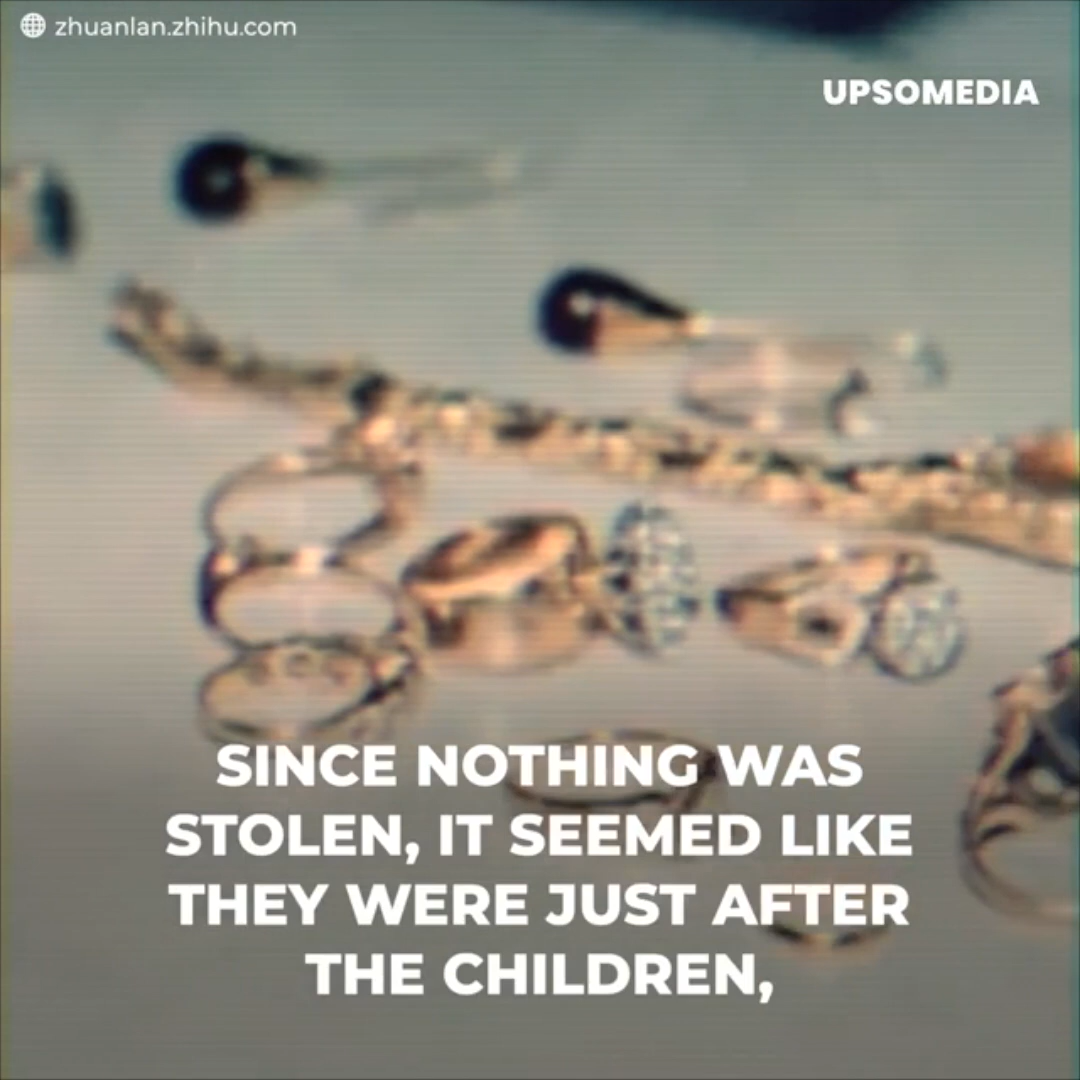 zhuanlan.zhihu.com
UPSOMEDIA
SINCE NOTHING WAS
STOLEN, IT SEEMED LIKE
THEY WERE JUST AFTER
THE CHILDREN,